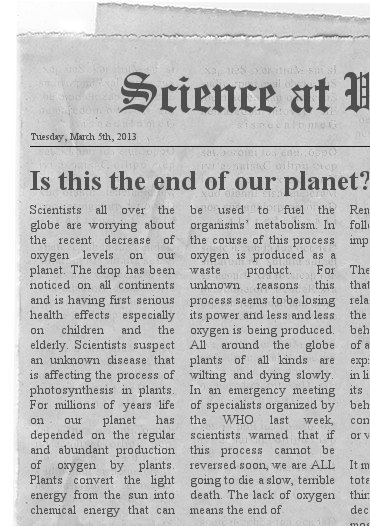 Science at
Tuesday, March 5th, 2013
Is this the end of our planet?
Scientists all over the
globe are worrying about
the recent decrease of
oxygen levels on our
planet. The drop has been
noticed on all continents
and is having first serious
health effects especially
on children and the
elderly. Scientists suspect
an unknown disease that
is affecting the process of
photosynthesis in plants.
For millions of years life
on our planet has
depended on the regular
and abundant production
of oxygen by plants.
Plants convert the light
energy from the sun into
chemical energy that can
be used to fuel the
organisms' metabolism. In
the course of this process
oxygen is produced as a
waste product. For
unknown reasons this
process seems to be losing
its power and less and less
oxygen is being produced.
All around the globe
plants of all kinds are
wilting and dying slowly.
In an emergency meeting
of specialists organized by
the WHO last week,
scientists warned that if
this process cannot be
reversed soon, we are ALL
going to die a slow, terrible
death. The lack of oxygen
means the end of